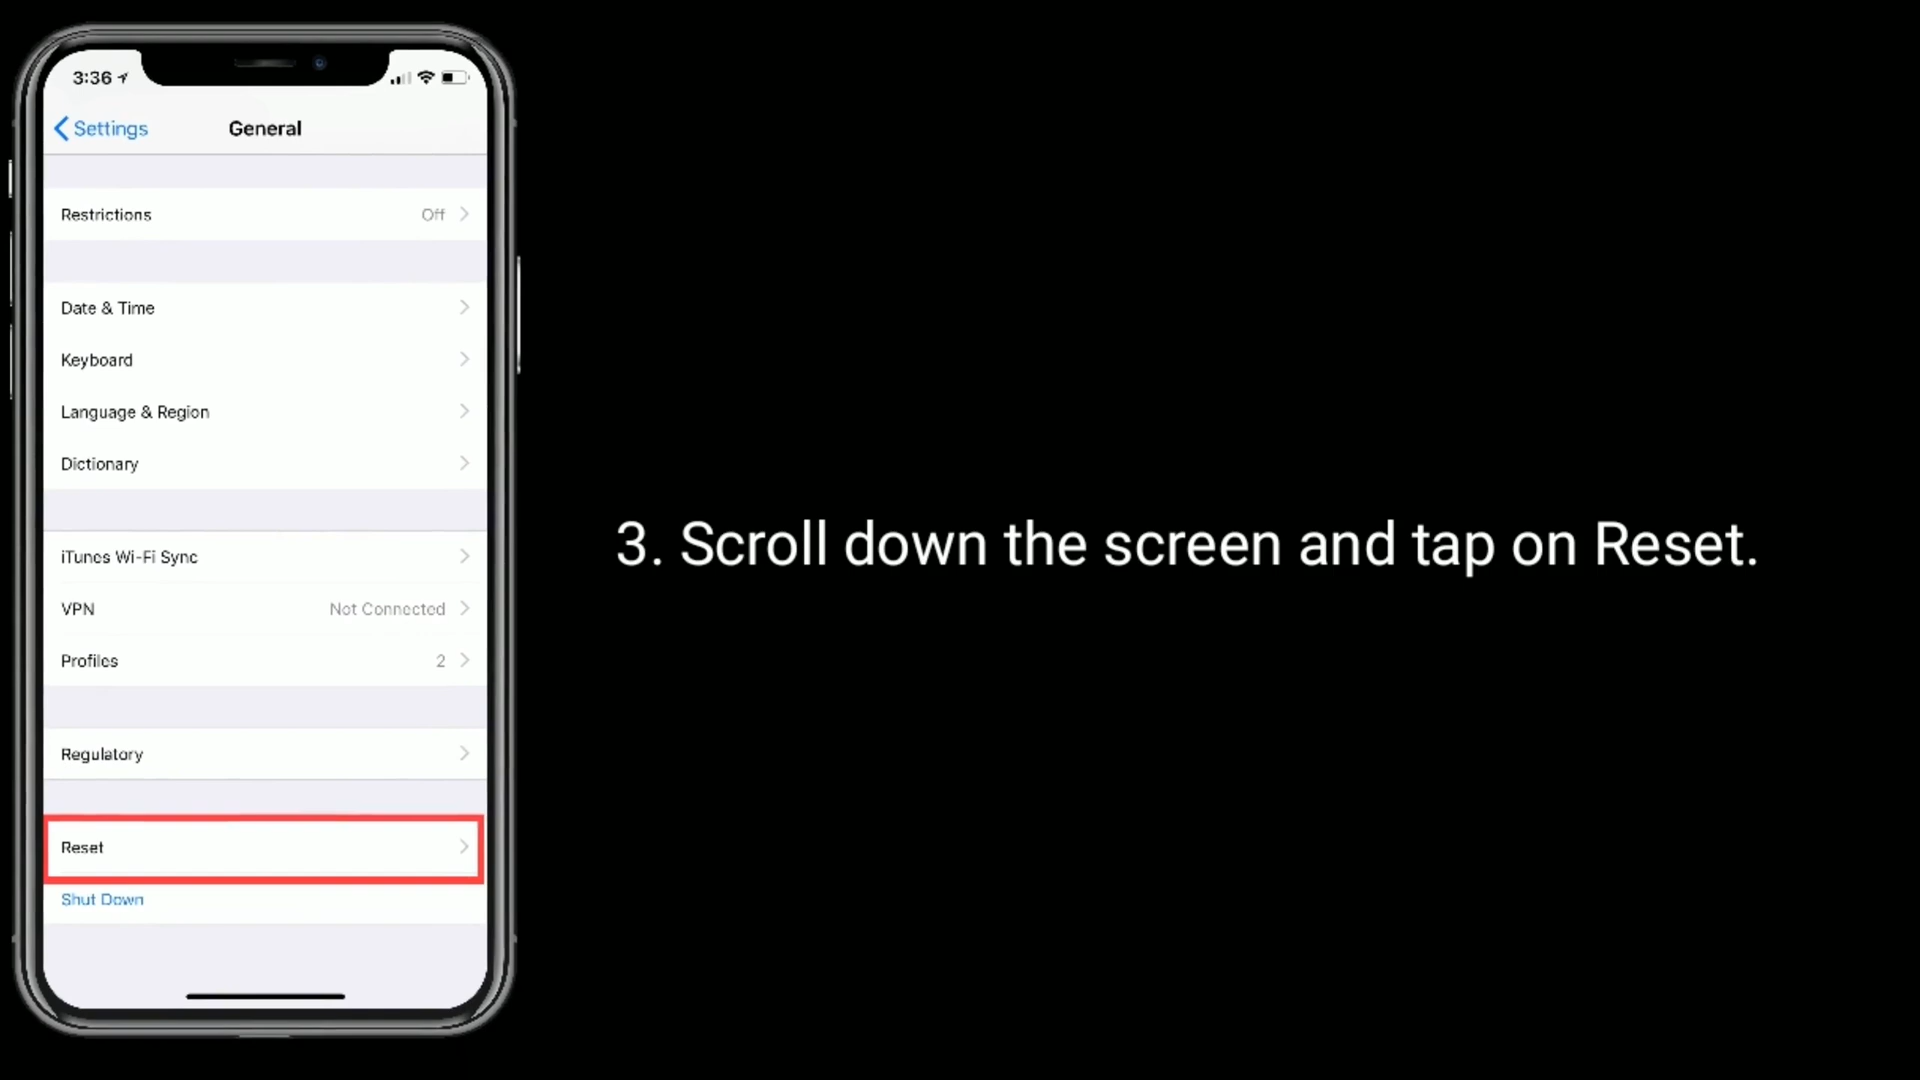 3:36
Settings
General
Restrictions Off
Date & Time
Keyboard
Language & Region
Dictionary
iTunes Wi-Fi Sync
VPN Not Connected
Profiles 2
Regulatory
Reset
Shut Down
3. Scroll down the screen and tap on Reset.